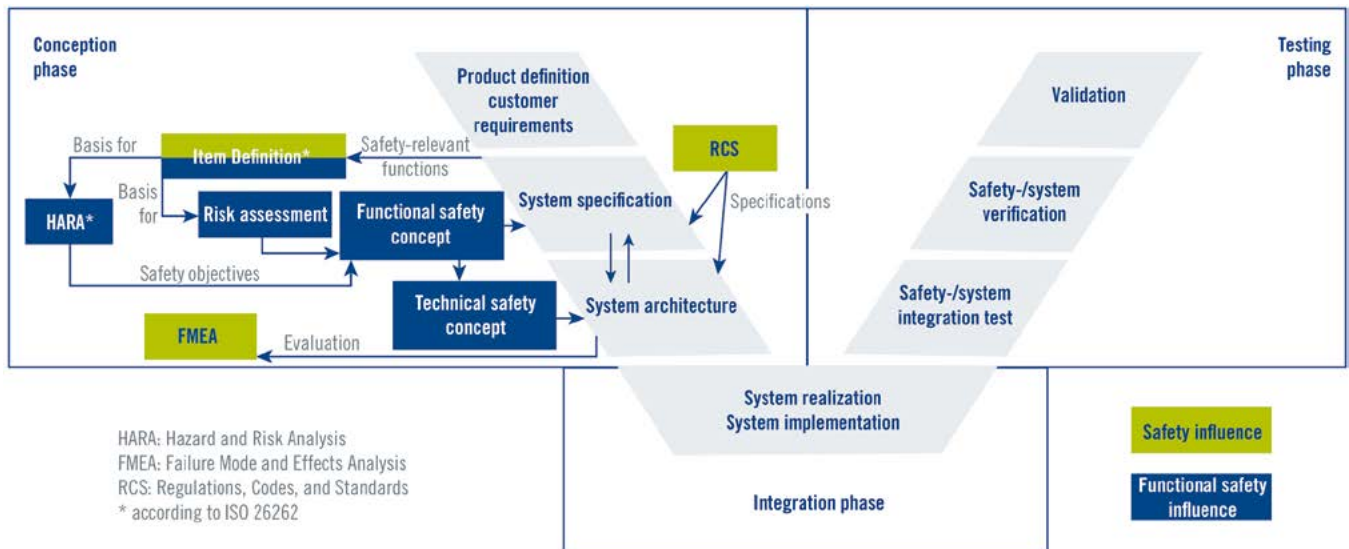 Conception
phase
Testing
phase
Product definition
customer
requirements
Validation
Basis for
Item Definition*
Safety-relevant
functions
RCS
Basis
for
HARA*
Risk assessment
Functional safety
concept
System specification
Specifications
Safety-/system
verification
Safety objectives
Technical safety
concept
System architecture
Safety-/system
integration test
FMEA
Evaluation
System realization
System implementation
HARA: Hazard and Risk Analysis
FMEA: Failure Mode and Effects Analysis
RCS: Regulations, Codes, and Standards
* according to ISO 26262
Integration phase
Safety influence
Functional safety
influence